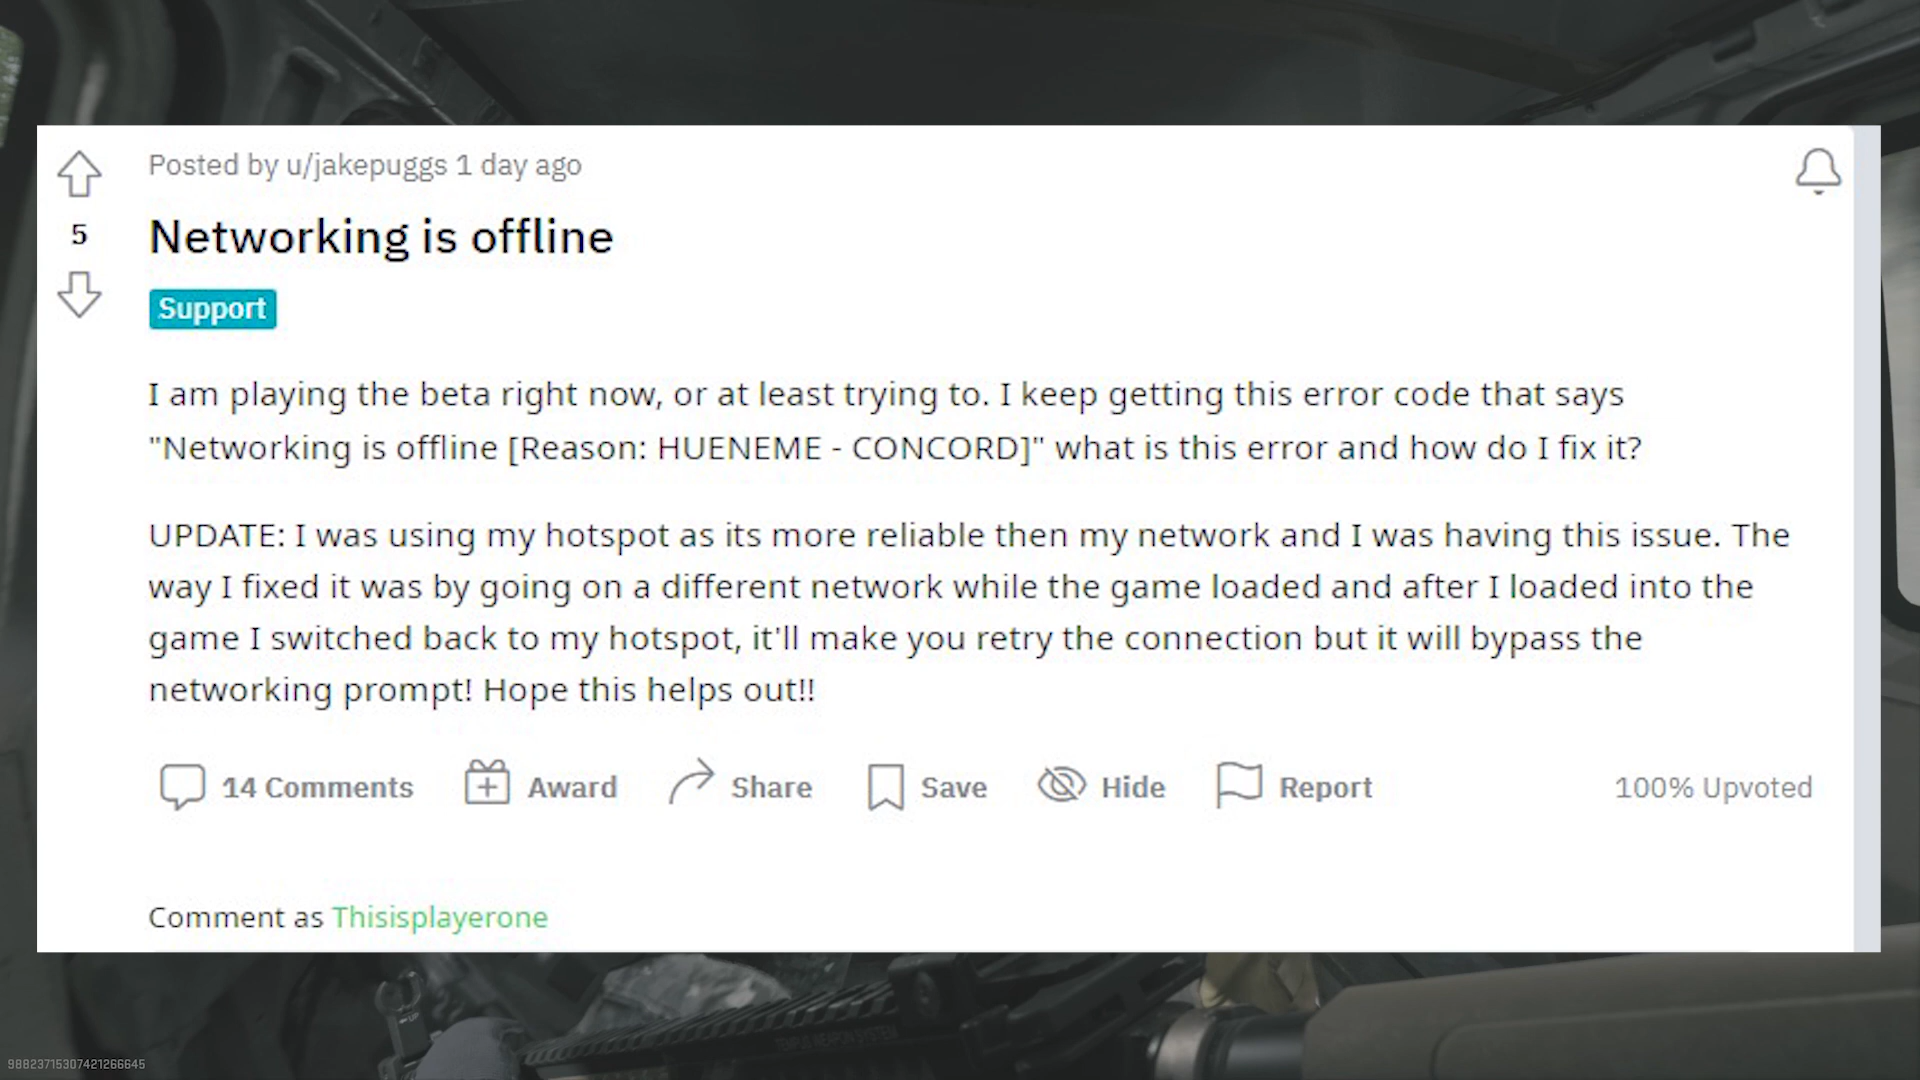 Posted by u/jakepuggs 1 day ago
5
Networking is offline
Support
I am playing the beta right now, or at least trying to. I keep getting this error code that says
"Networking is offline [Reason: HUENEME - CONCORD]" what is this error and how do I fix it?
UPDATE: I was using my hotspot as its more reliable then my network and I was having this issue. The
way I fixed it was by going on a different network while the game loaded and after I loaded into the
game I switched back to my hotspot, it'll make you retry the connection but it will bypass the
networking prompt! Hope this helps out!!
14 Comments Award Share Save Hide Report 100% Upvoted
Comment as Thisisplayerone
UP
TEMPUS WEAPON SYSTEM
98823715307421266645